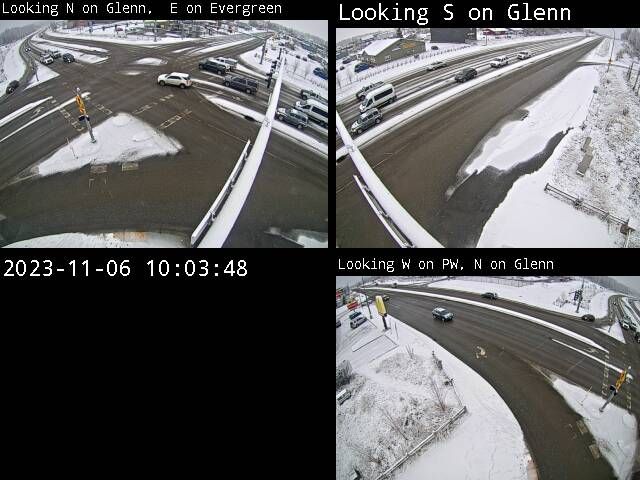 Looking N on Glenn,  E on Evergreen
Looking S on Glenn
2023-11-06 10:03:48
Looking W on PW, N on Glenn